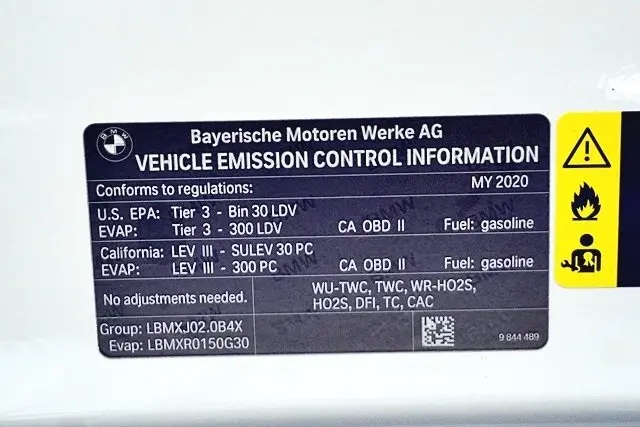 BMW
Bayerische Motoren Werke AG
VEHICLE EMISSION CONTROL INFORMATION
Conforms to regulations: MY 2020
U.S. EPA: Tier 3 - Bin 30 LDV
EVAP: Tier 3 - 300 LDV CA OBD II Fuel: gasoline
California: LEV III - SULEV 30 PC
EVAP: LEV III - 300 PC CA OBD II Fuel: gasoline
No adjustments needed. WU-TWC, TWC, WR-HO2S,
HO2S, DFI, TC, CAC
Group: LBMXJ02.0B4X
Evap: LBMXR0150G30
9 844 489